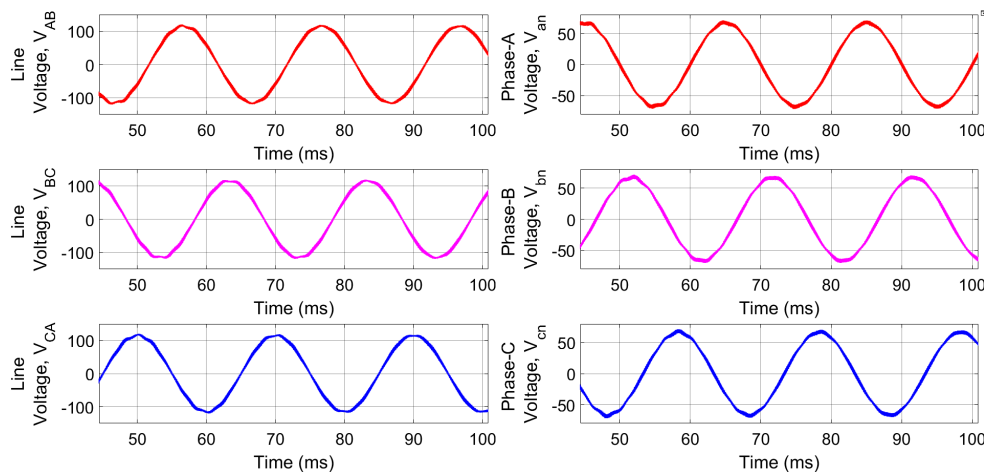 Line
Voltage, V_AB
100
0
-100
50 60 70 80 90 100
Time (ms)
Phase-A
Voltage, V_an
50
0
-50
50 60 70 80 90 100
Time (ms)
Line
Voltage, V_BC
100
0
-100
50 60 70 80 90 100
Time (ms)
Phase-B
Voltage, V_bn
50
0
-50
50 60 70 80 90 100
Time (ms)
Line
Voltage, V_CA
100
0
-100
50 60 70 80 90 100
Time (ms)
Phase-C
Voltage, V_cn
50
0
-50
50 60 70 80 90 100
Time (ms)